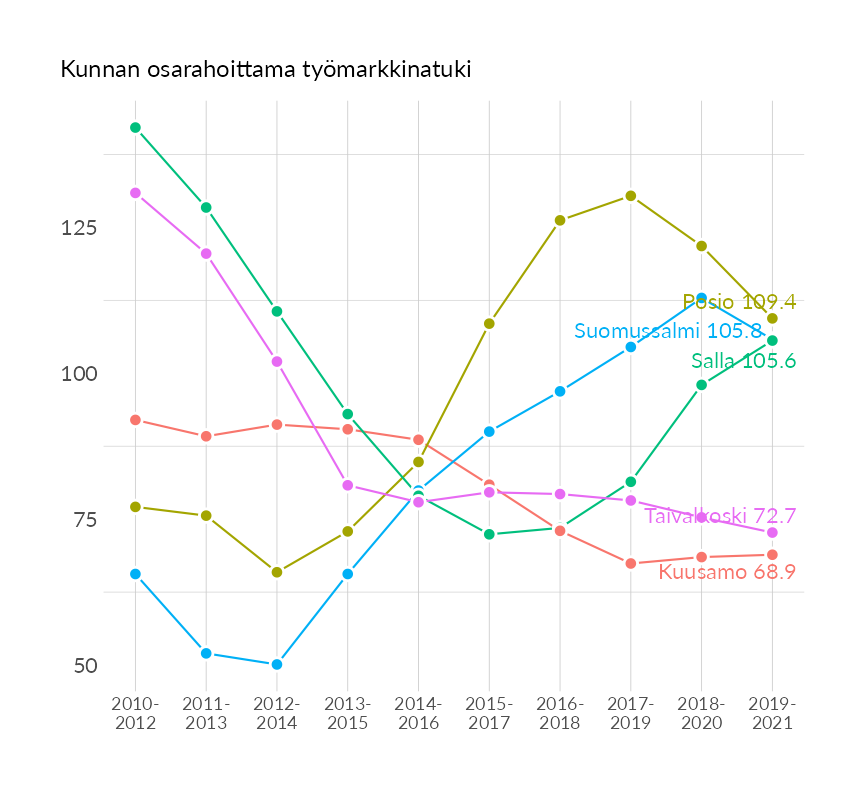 Kunnan osarahoittama työmarkkinatuki
125
100
75
50
Posio 109.4
Suomussalmi 105.8
Salla 105.6
Taivalkoski 72.7
Kuusamo 68.9
2010- 2011- 2012- 2013- 2014- 2015- 2016- 2017- 2018- 2019-
2012 2013 2014 2015 2016 2017 2018 2019 2020 2021